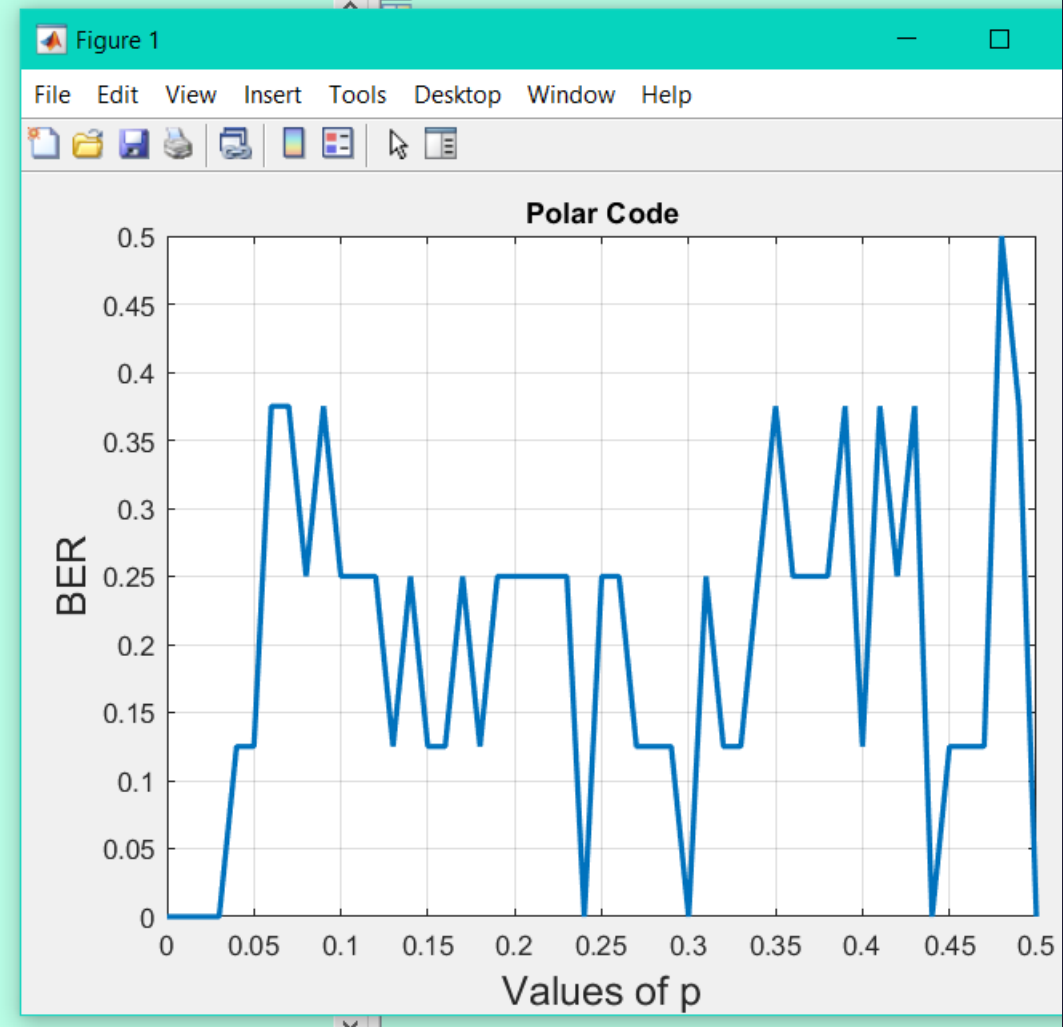 Figure 1
File Edit View Insert Tools Desktop Window Help
Polar Code
0.5
0.45
0.4
0.35
0.3
0.25
0.2
0.15
0.1
0.05
0
BER
0 0.05 0.1 0.15 0.2 0.25 0.3 0.35 0.4 0.45 0.5
Values of p